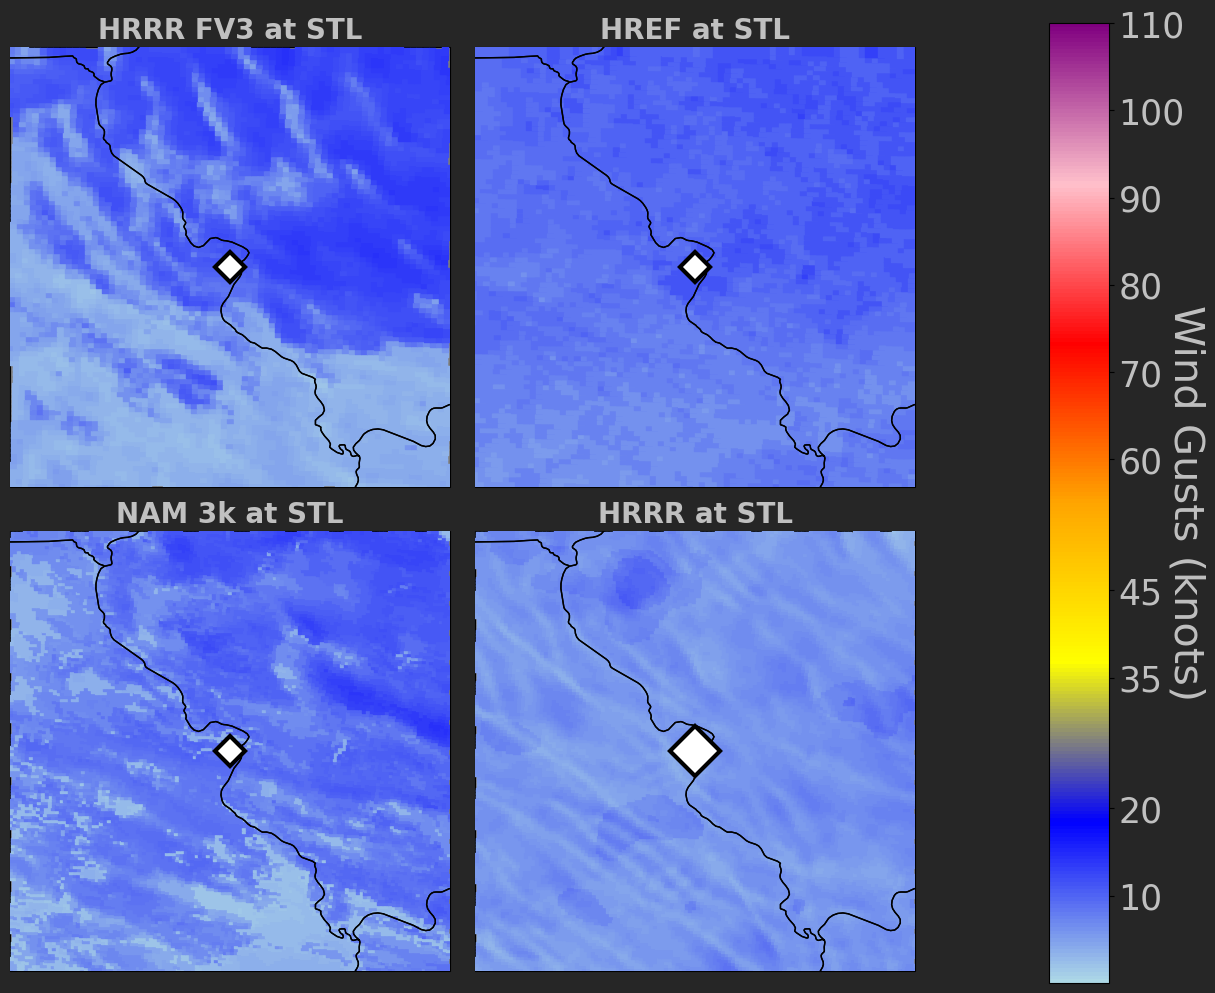 HRRR FV3 at STL
HREF at STL
NAM 3k at STL
HRRR at STL
110
100
90
80
70
60
45
35
20
10
Wind Gusts (knots)